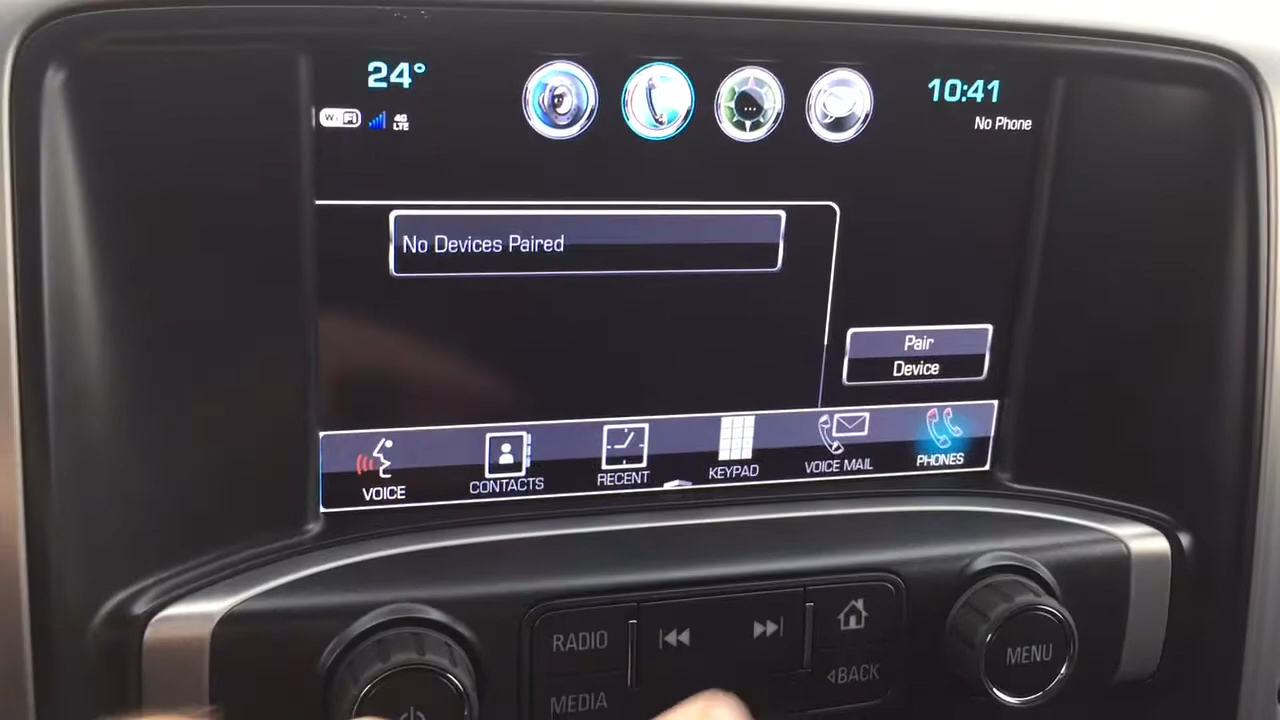 24°
10:41
WiFi
4G
LTE
No Phone
No Devices Paired
Pair
Device
VOICE
CONTACTS
RECENT
KEYPAD
VOICE MAIL
PHONES
RADIO
MEDIA
BACK
MENU